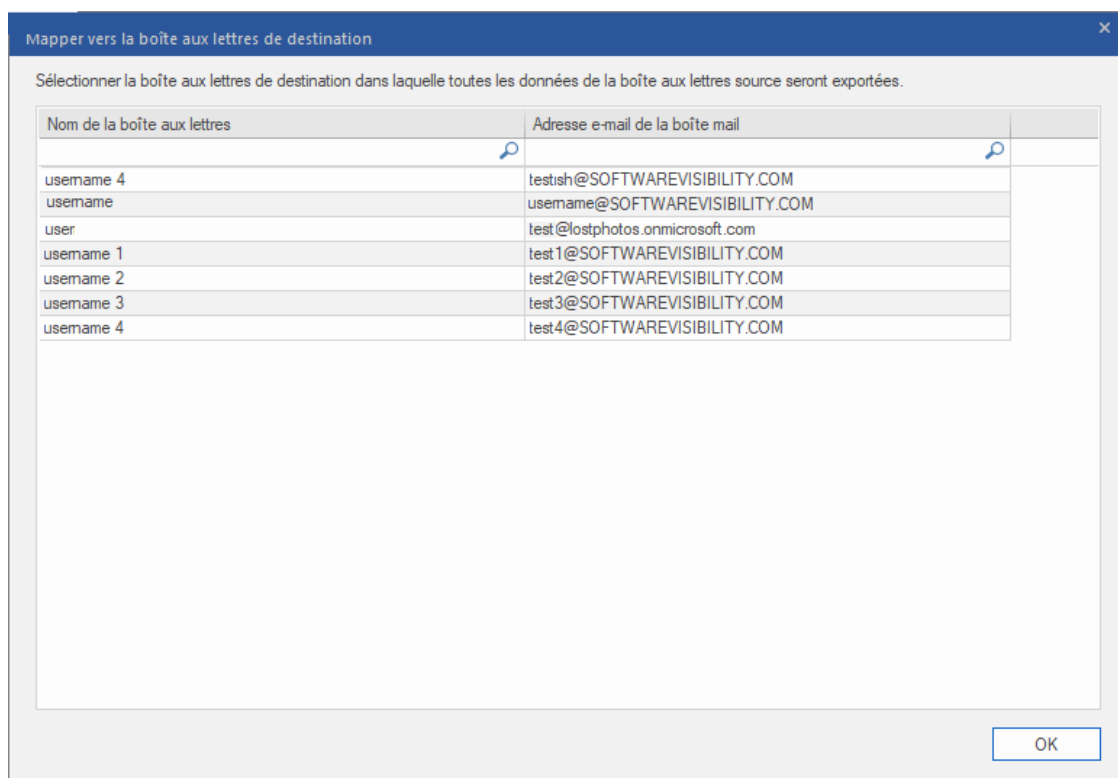 Mapper vers la boîte aux lettres de destination
Sélectionner la boîte aux lettres de destination dans laquelle toutes les données de la boîte aux lettres source seront exportées.
Nom de la boîte aux lettres Adresse e-mail de la boîte mail
username 4 testish@SOFTWAREVISIBILITY.COM
username username@SOFTWAREVISIBILITY.COM
user test@lostphotos.onmicrosoft.com
username 1 test1@SOFTWAREVISIBILITY.COM
username 2 test2@SOFTWAREVISIBILITY.COM
username 3 test3@SOFTWAREVISIBILITY.COM
username 4 test4@SOFTWAREVISIBILITY.COM
OK